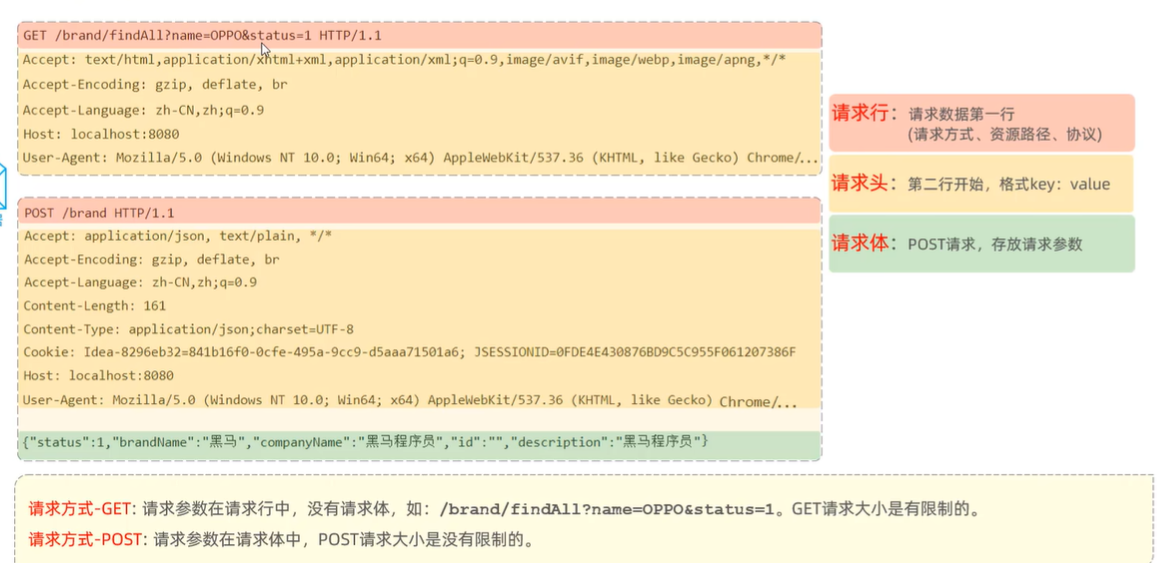 GET /brand/findAll?name=OPPO&status=1 HTTP/1.1
Accept: text/html,application/xhtml+xml,application/xml;q=0.9,image/avif,image/webp,image/apng,*/*
Accept-Encoding: gzip, deflate, br
Accept-Language: zh-CN,zh;q=0.9
Host: localhost:8080
User-Agent: Mozilla/5.0 (Windows NT 10.0; Win64; x64) AppleWebKit/537.36 (KHTML, like Gecko) Chrome/...
POST /brand HTTP/1.1
Accept: application/json, text/plain, */*
Accept-Encoding: gzip, deflate, br
Accept-Language: zh-CN,zh;q=0.9
Content-Length: 161
Content-Type: application/json;charset=UTF-8
Cookie: Idea-8296eb32=841b16f0-0cfe-495a-9cc9-d5aaa71501a6; JSESSIONID=0FDE4E430876BD9C5C955F061207386F
Host: localhost:8080
User-Agent: Mozilla/5.0 (Windows NT 10.0; Win64; x64) AppleWebKit/537.36 (KHTML, like Gecko) Chrome/...
{"status":1,"brandName":"黑马","companyName":"黑马程序员","id":"","description":"黑马程序员"}
请求行：请求数据第一行
(请求方式、资源路径、协议)
请求头：第二行开始，格式key：value
请求体：POST请求，存放请求参数
请求方式-GET: 请求参数在请求行中，没有请求体，如：/brand/findAll?name=OPPO&status=1。GET请求大小是有限制的。
请求方式-POST: 请求参数在请求体中，POST请求大小是没有限制的。